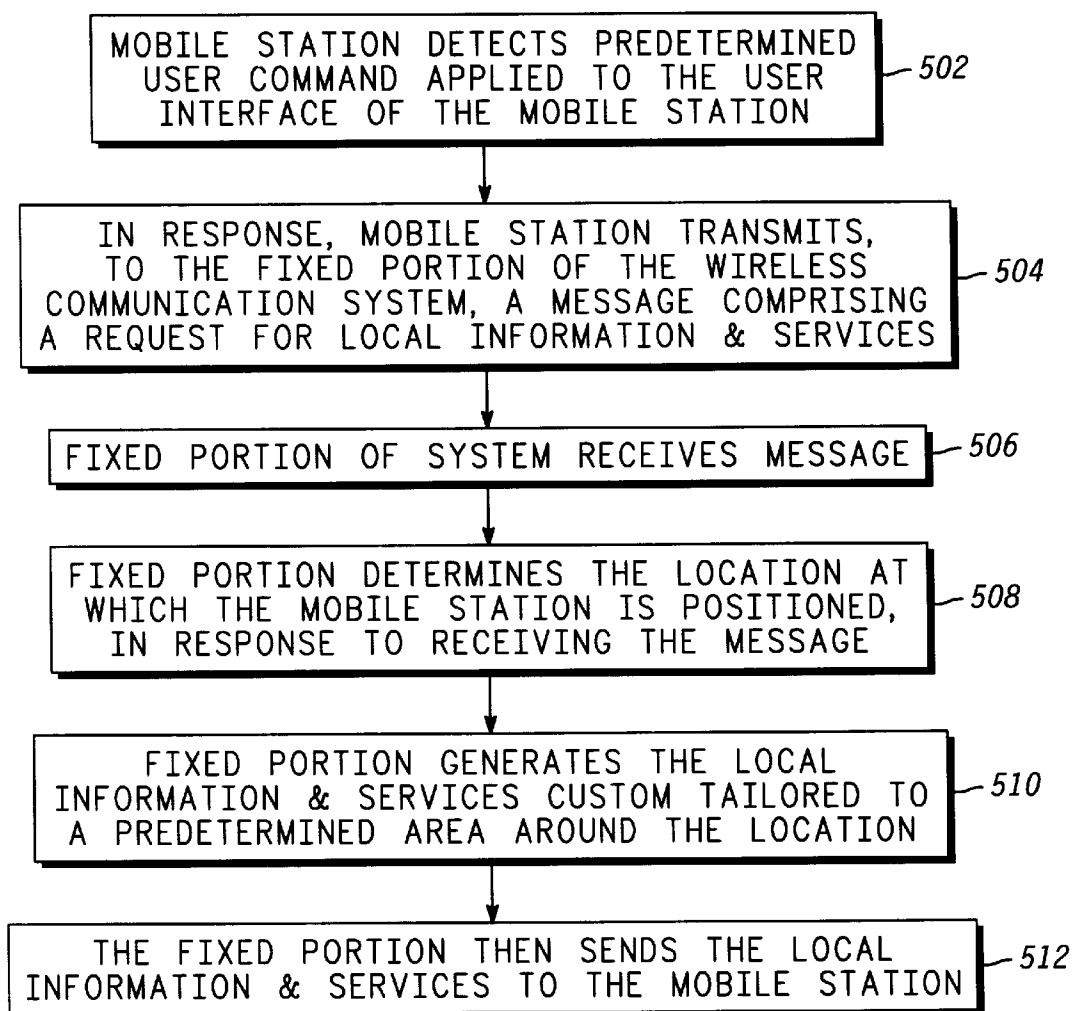 MOBILE STATION DETECTS PREDETERMINED
USER COMMAND APPLIED TO THE USER
INTERFACE OF THE MOBILE STATION
502
IN RESPONSE, MOBILE STATION TRANSMITS,
TO THE FIXED PORTION OF THE WIRELESS
COMMUNICATION SYSTEM, A MESSAGE COMPRISING
A REQUEST FOR LOCAL INFORMATION & SERVICES
504
FIXED PORTION OF SYSTEM RECEIVES MESSAGE
506
FIXED PORTION DETERMINES THE LOCATION AT
WHICH THE MOBILE STATION IS POSITIONED,
IN RESPONSE TO RECEIVING THE MESSAGE
508
FIXED PORTION GENERATES THE LOCAL
INFORMATION & SERVICES CUSTOM TAILORED TO
A PREDETERMINED AREA AROUND THE LOCATION
510
THE FIXED PORTION THEN SENDS THE LOCAL
INFORMATION & SERVICES TO THE MOBILE STATION
512